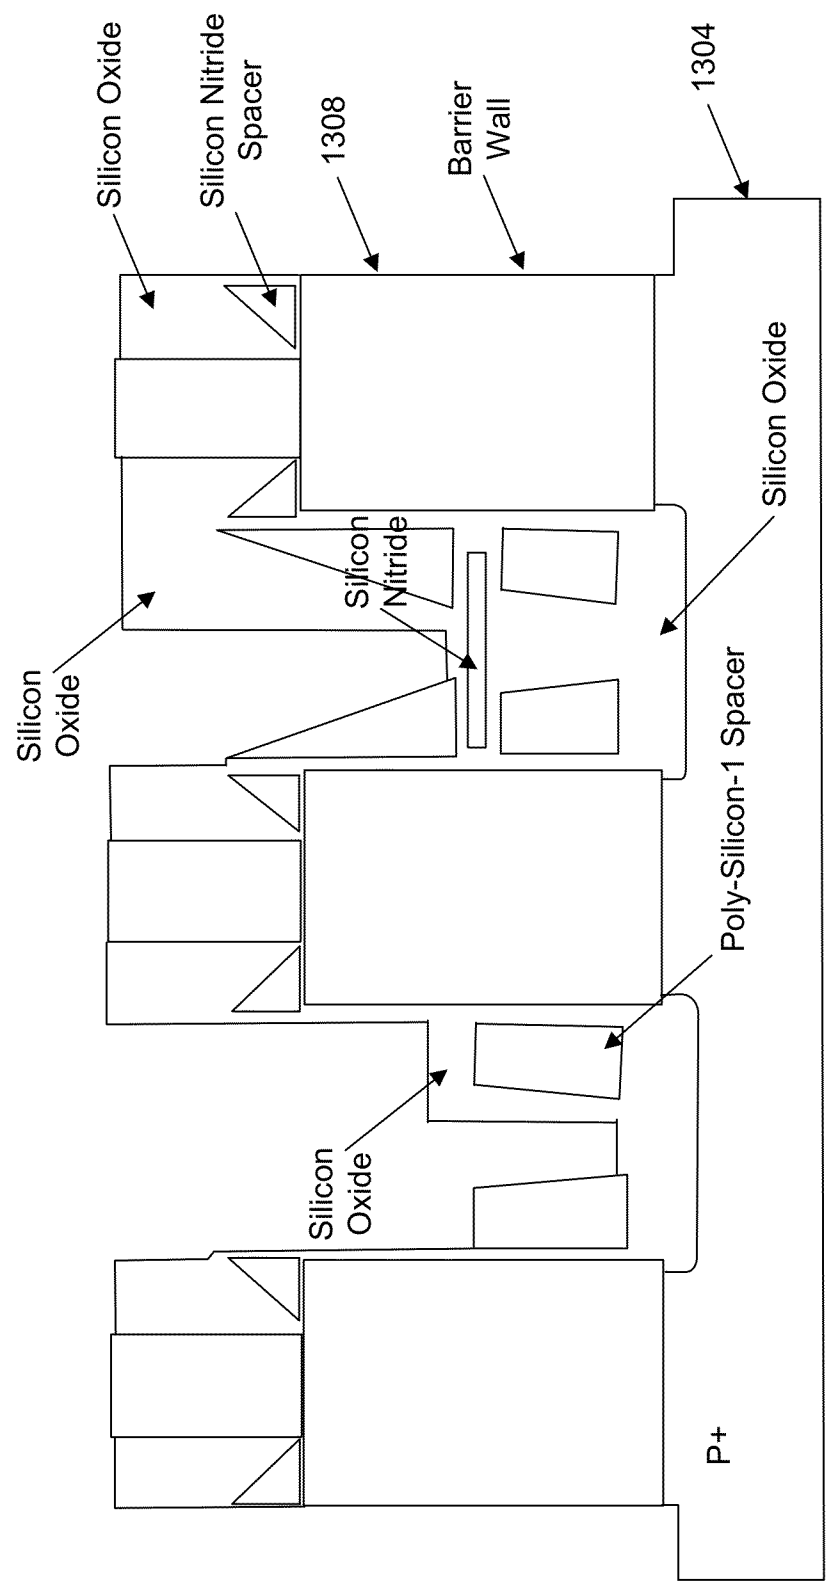 Silicon
Oxide
Silicon Oxide
Silicon Nitride
Spacer
Silicon
Oxide
1308
Silicon
Nitride
Barrier
Wall
1304
P+
Poly-Silicon-1 Spacer
Silicon Oxide